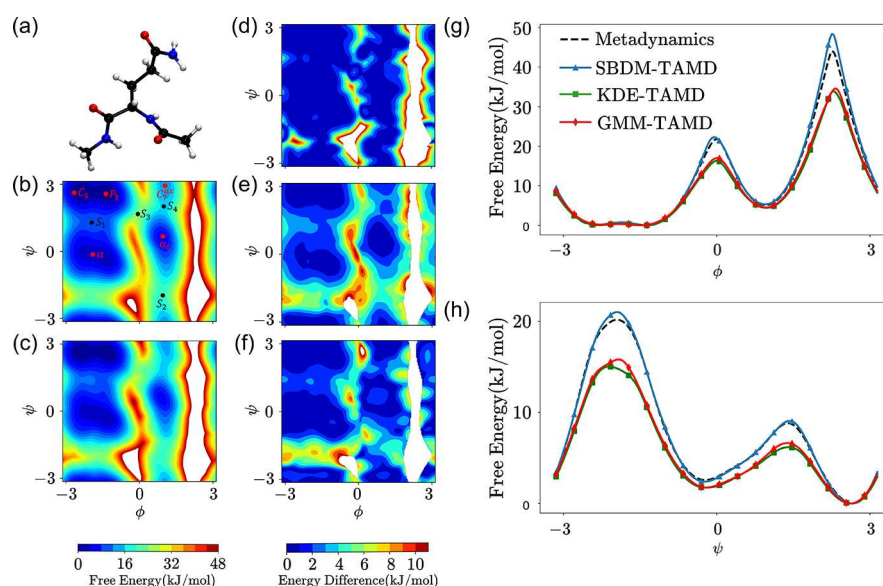 (a)
(d)
(g)
3
ψ
0
−3
50
40
30
20
10
0
Free Energy(kJ/mol)
Metadynamics
SBDM-TAMD
KDE-TAMD
GMM-TAMD
−3
0
3
ϕ
(b)
(e)
3
ψ
0
−3
C₅
P_∥
C₇ᵃˣ
S₄
S₃
S₁
α
S₂
3
ψ
0
−3
(c)
(f)
(h)
3
ψ
0
−3
−3
0
3
ϕ
3
ψ
0
−3
−3
0
3
ϕ
20
10
0
Free Energy(kJ/mol)
−3
0
3
ψ
0 16 32 48
Free Energy(kJ/mol)
0 2 4 6 8 10
Energy Difference(kJ/mol)